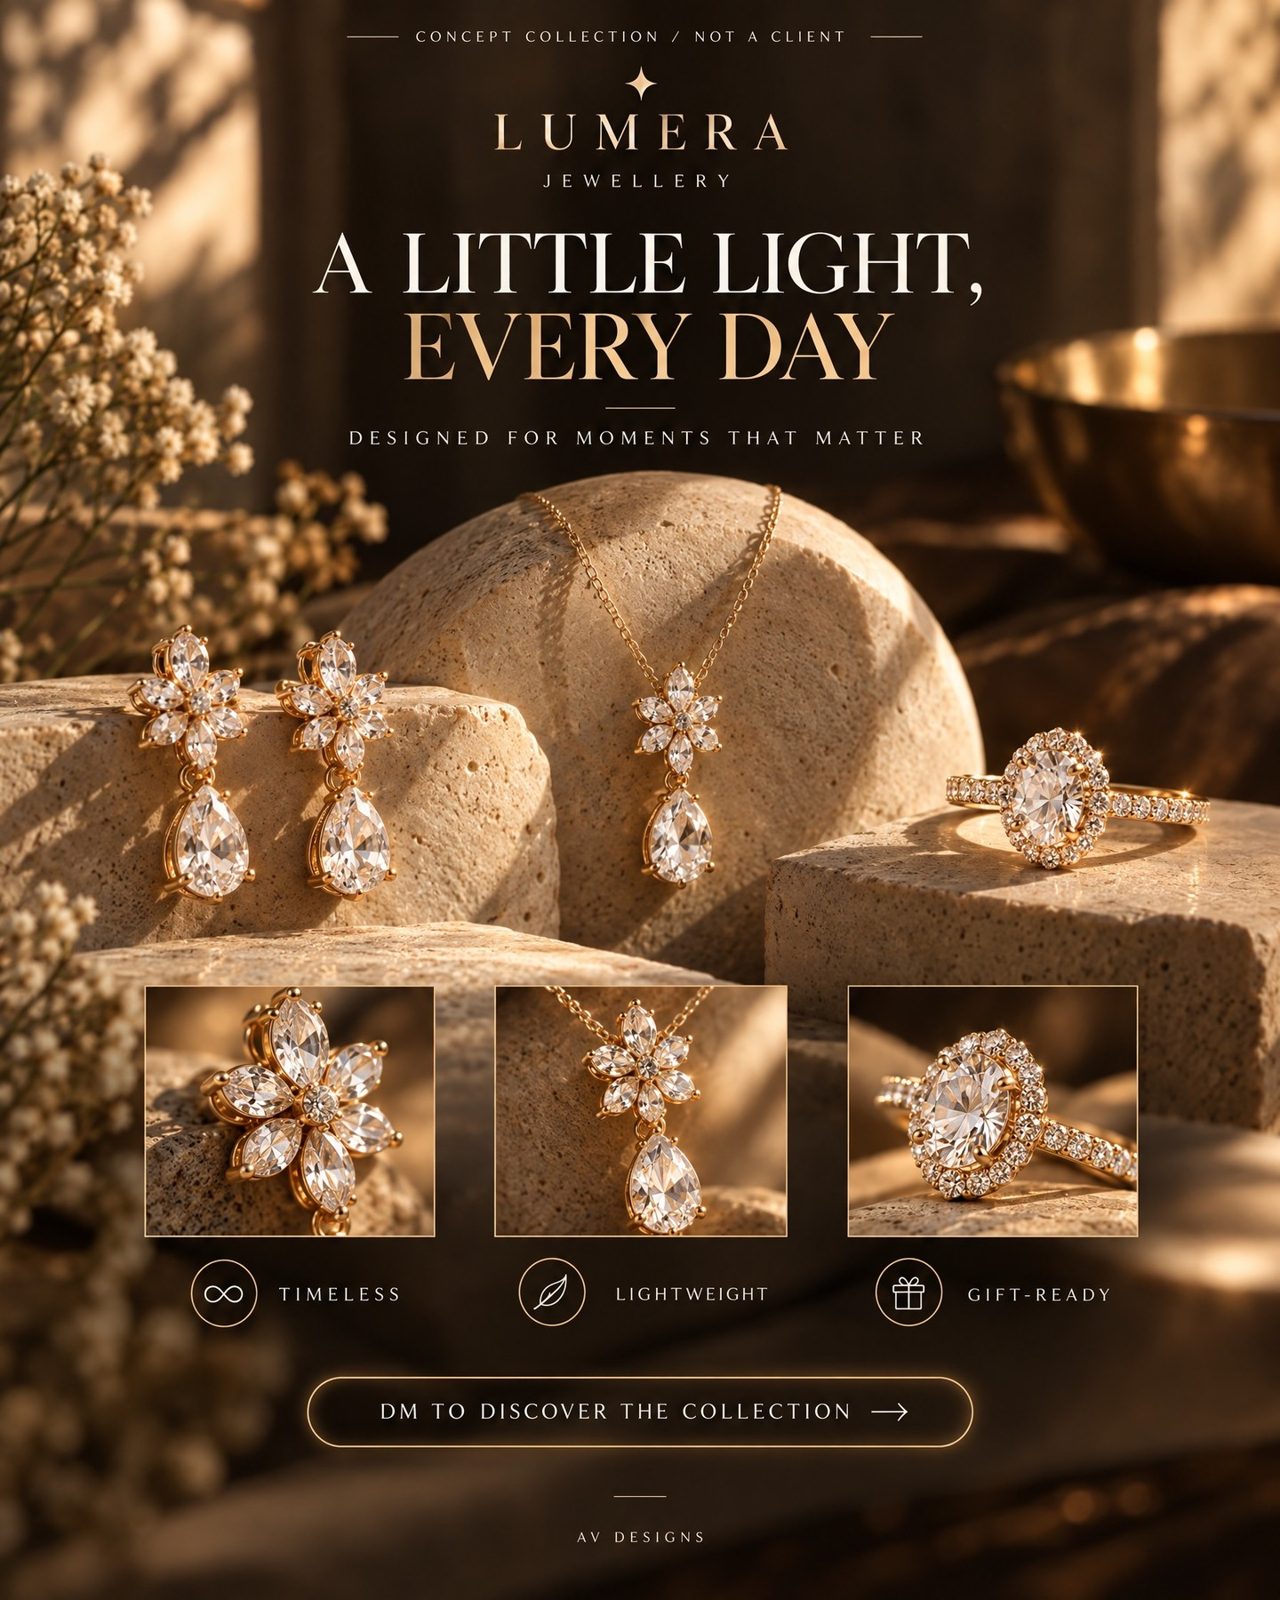 CONCEPT COLLECTION / NOT A CLIENT
LUMERA
JEWELLERY
A LITTLE LIGHT,
EVERY DAY
DESIGNED FOR MOMENTS THAT MATTER
TIMELESS
LIGHTWEIGHT
GIFT-READY
DM TO DISCOVER THE COLLECTION →
AV DESIGNS